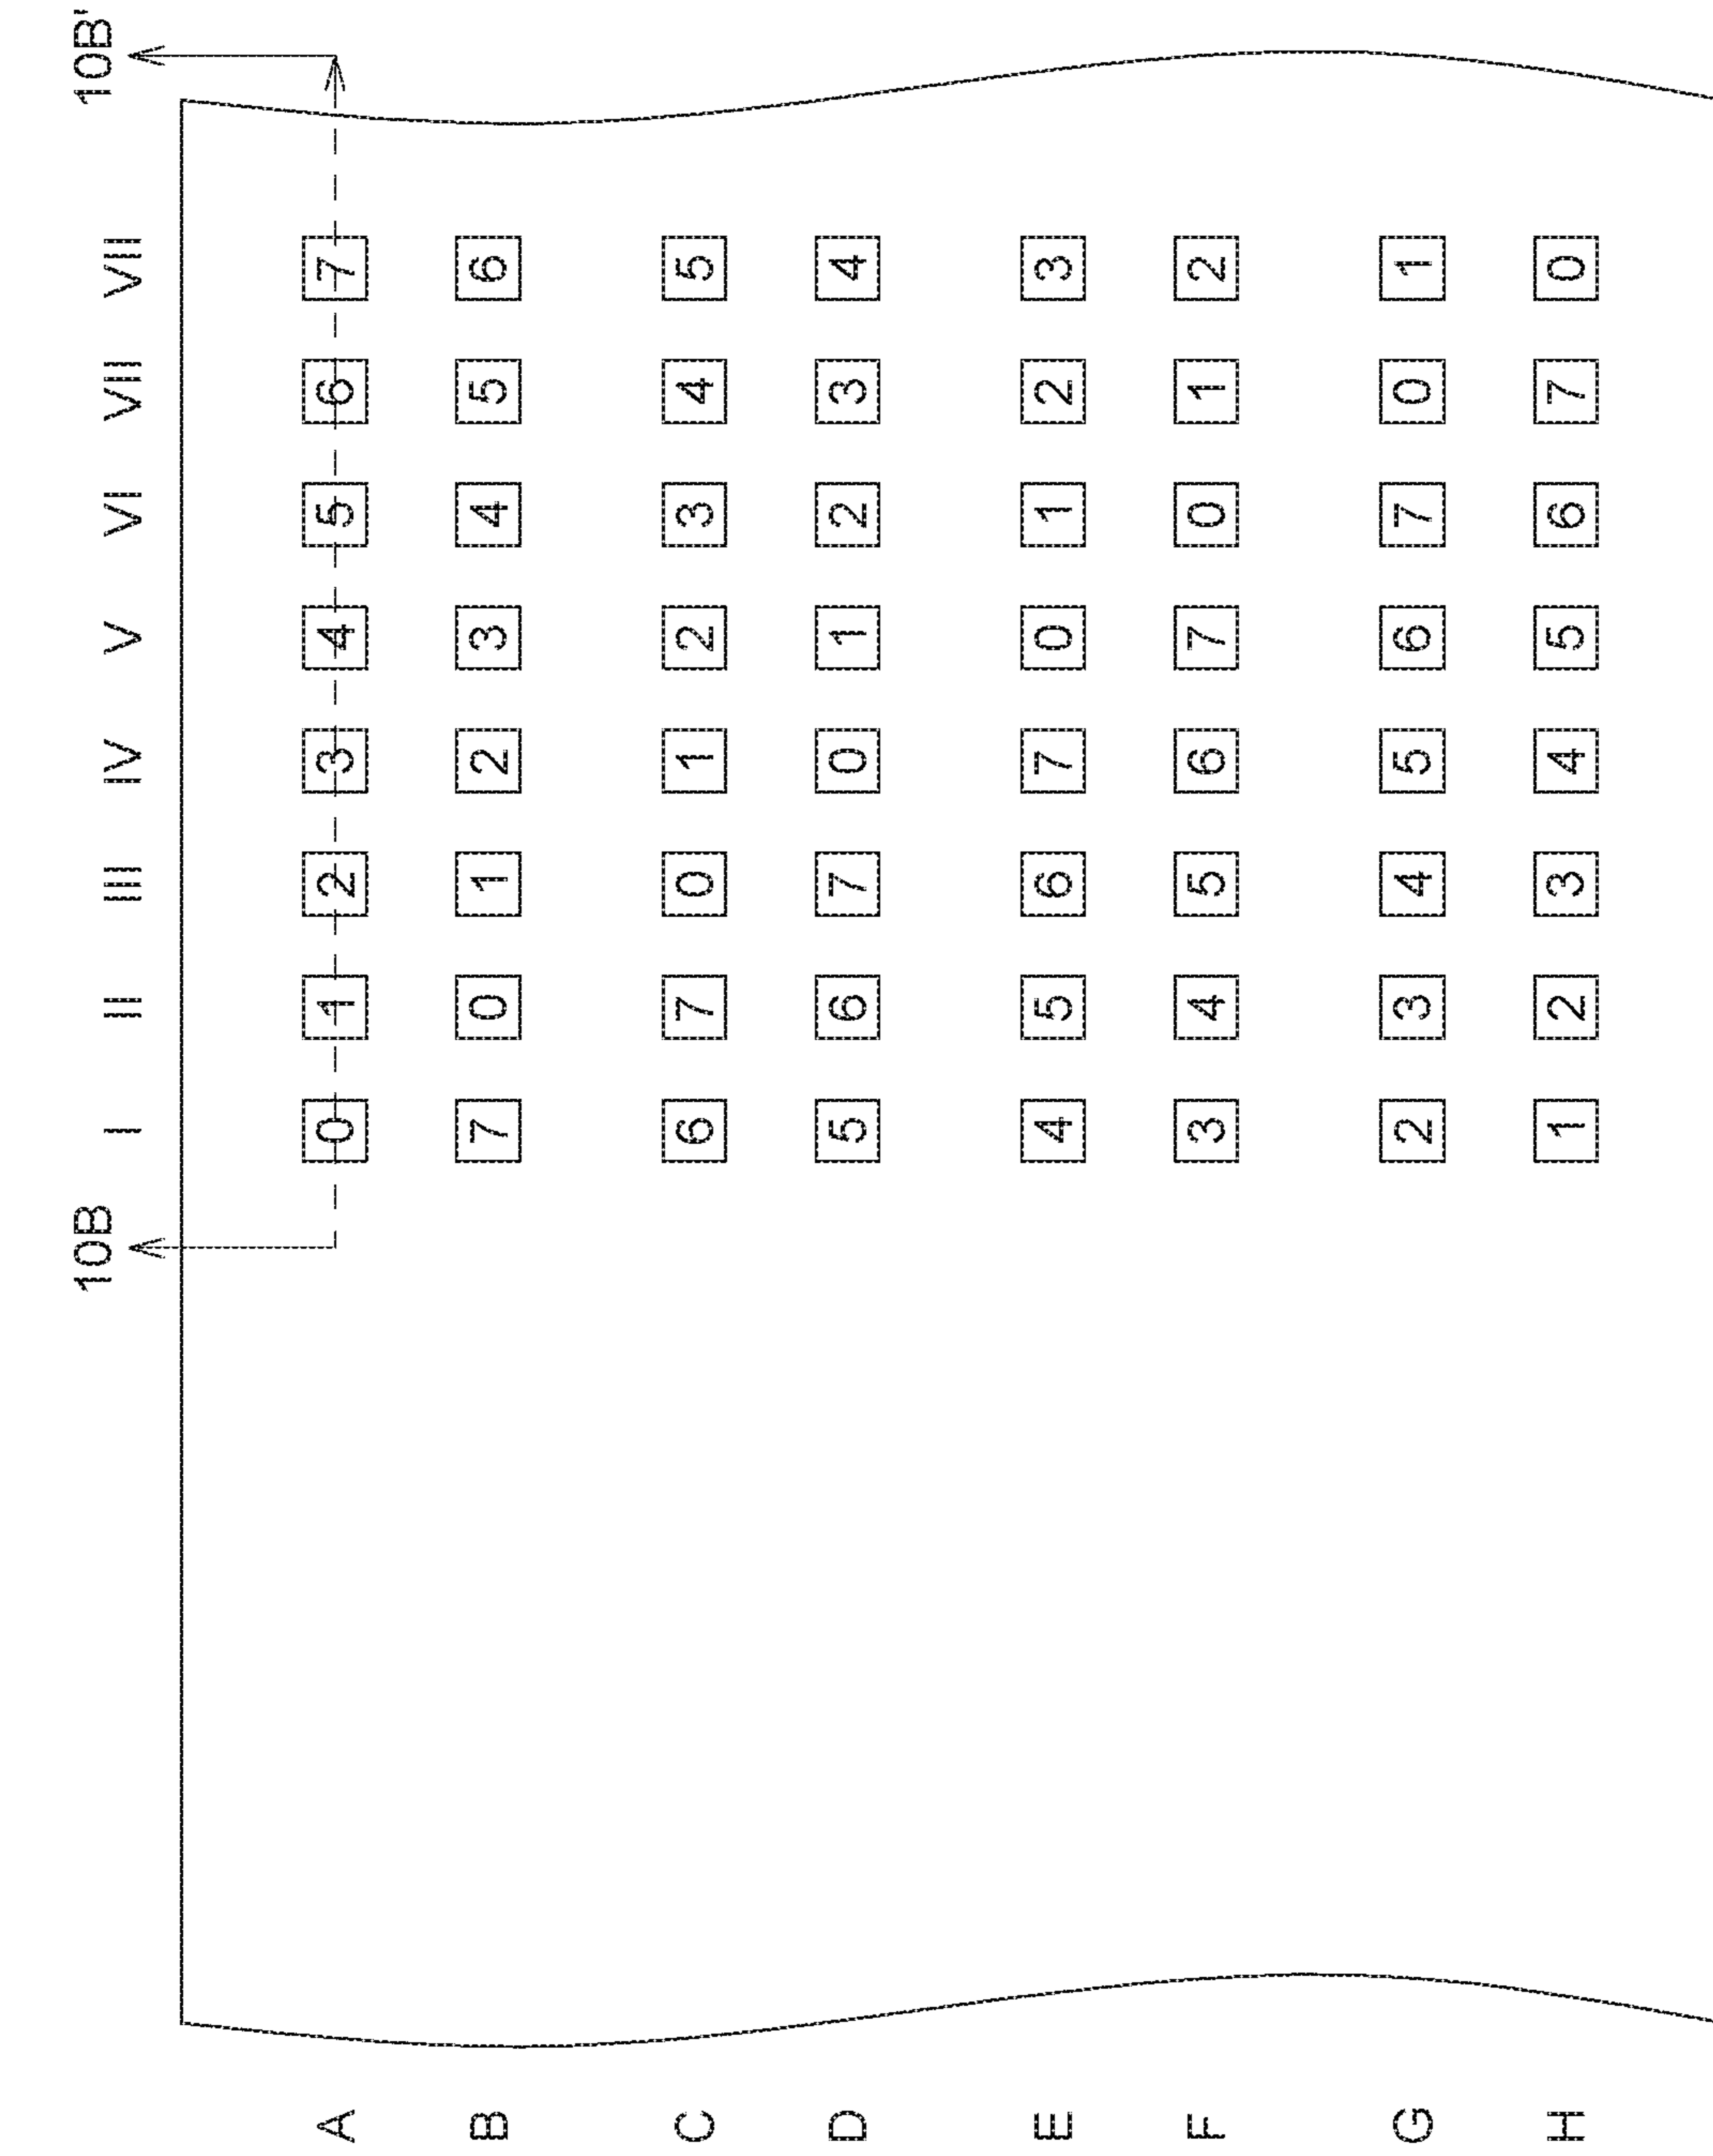 10B 10B'
I II III IV V VI VII VIII
A 0 1 2 3 4 5 6 7
B 7 0 1 2 3 4 5 6
C 6 7 0 1 2 3 4 5
D 5 6 7 0 1 2 3 4
E 4 5 6 7 0 1 2 3
F 3 4 5 6 7 0 1 2
G 2 3 4 5 6 7 0 1
H 1 2 3 4 5 6 7 0